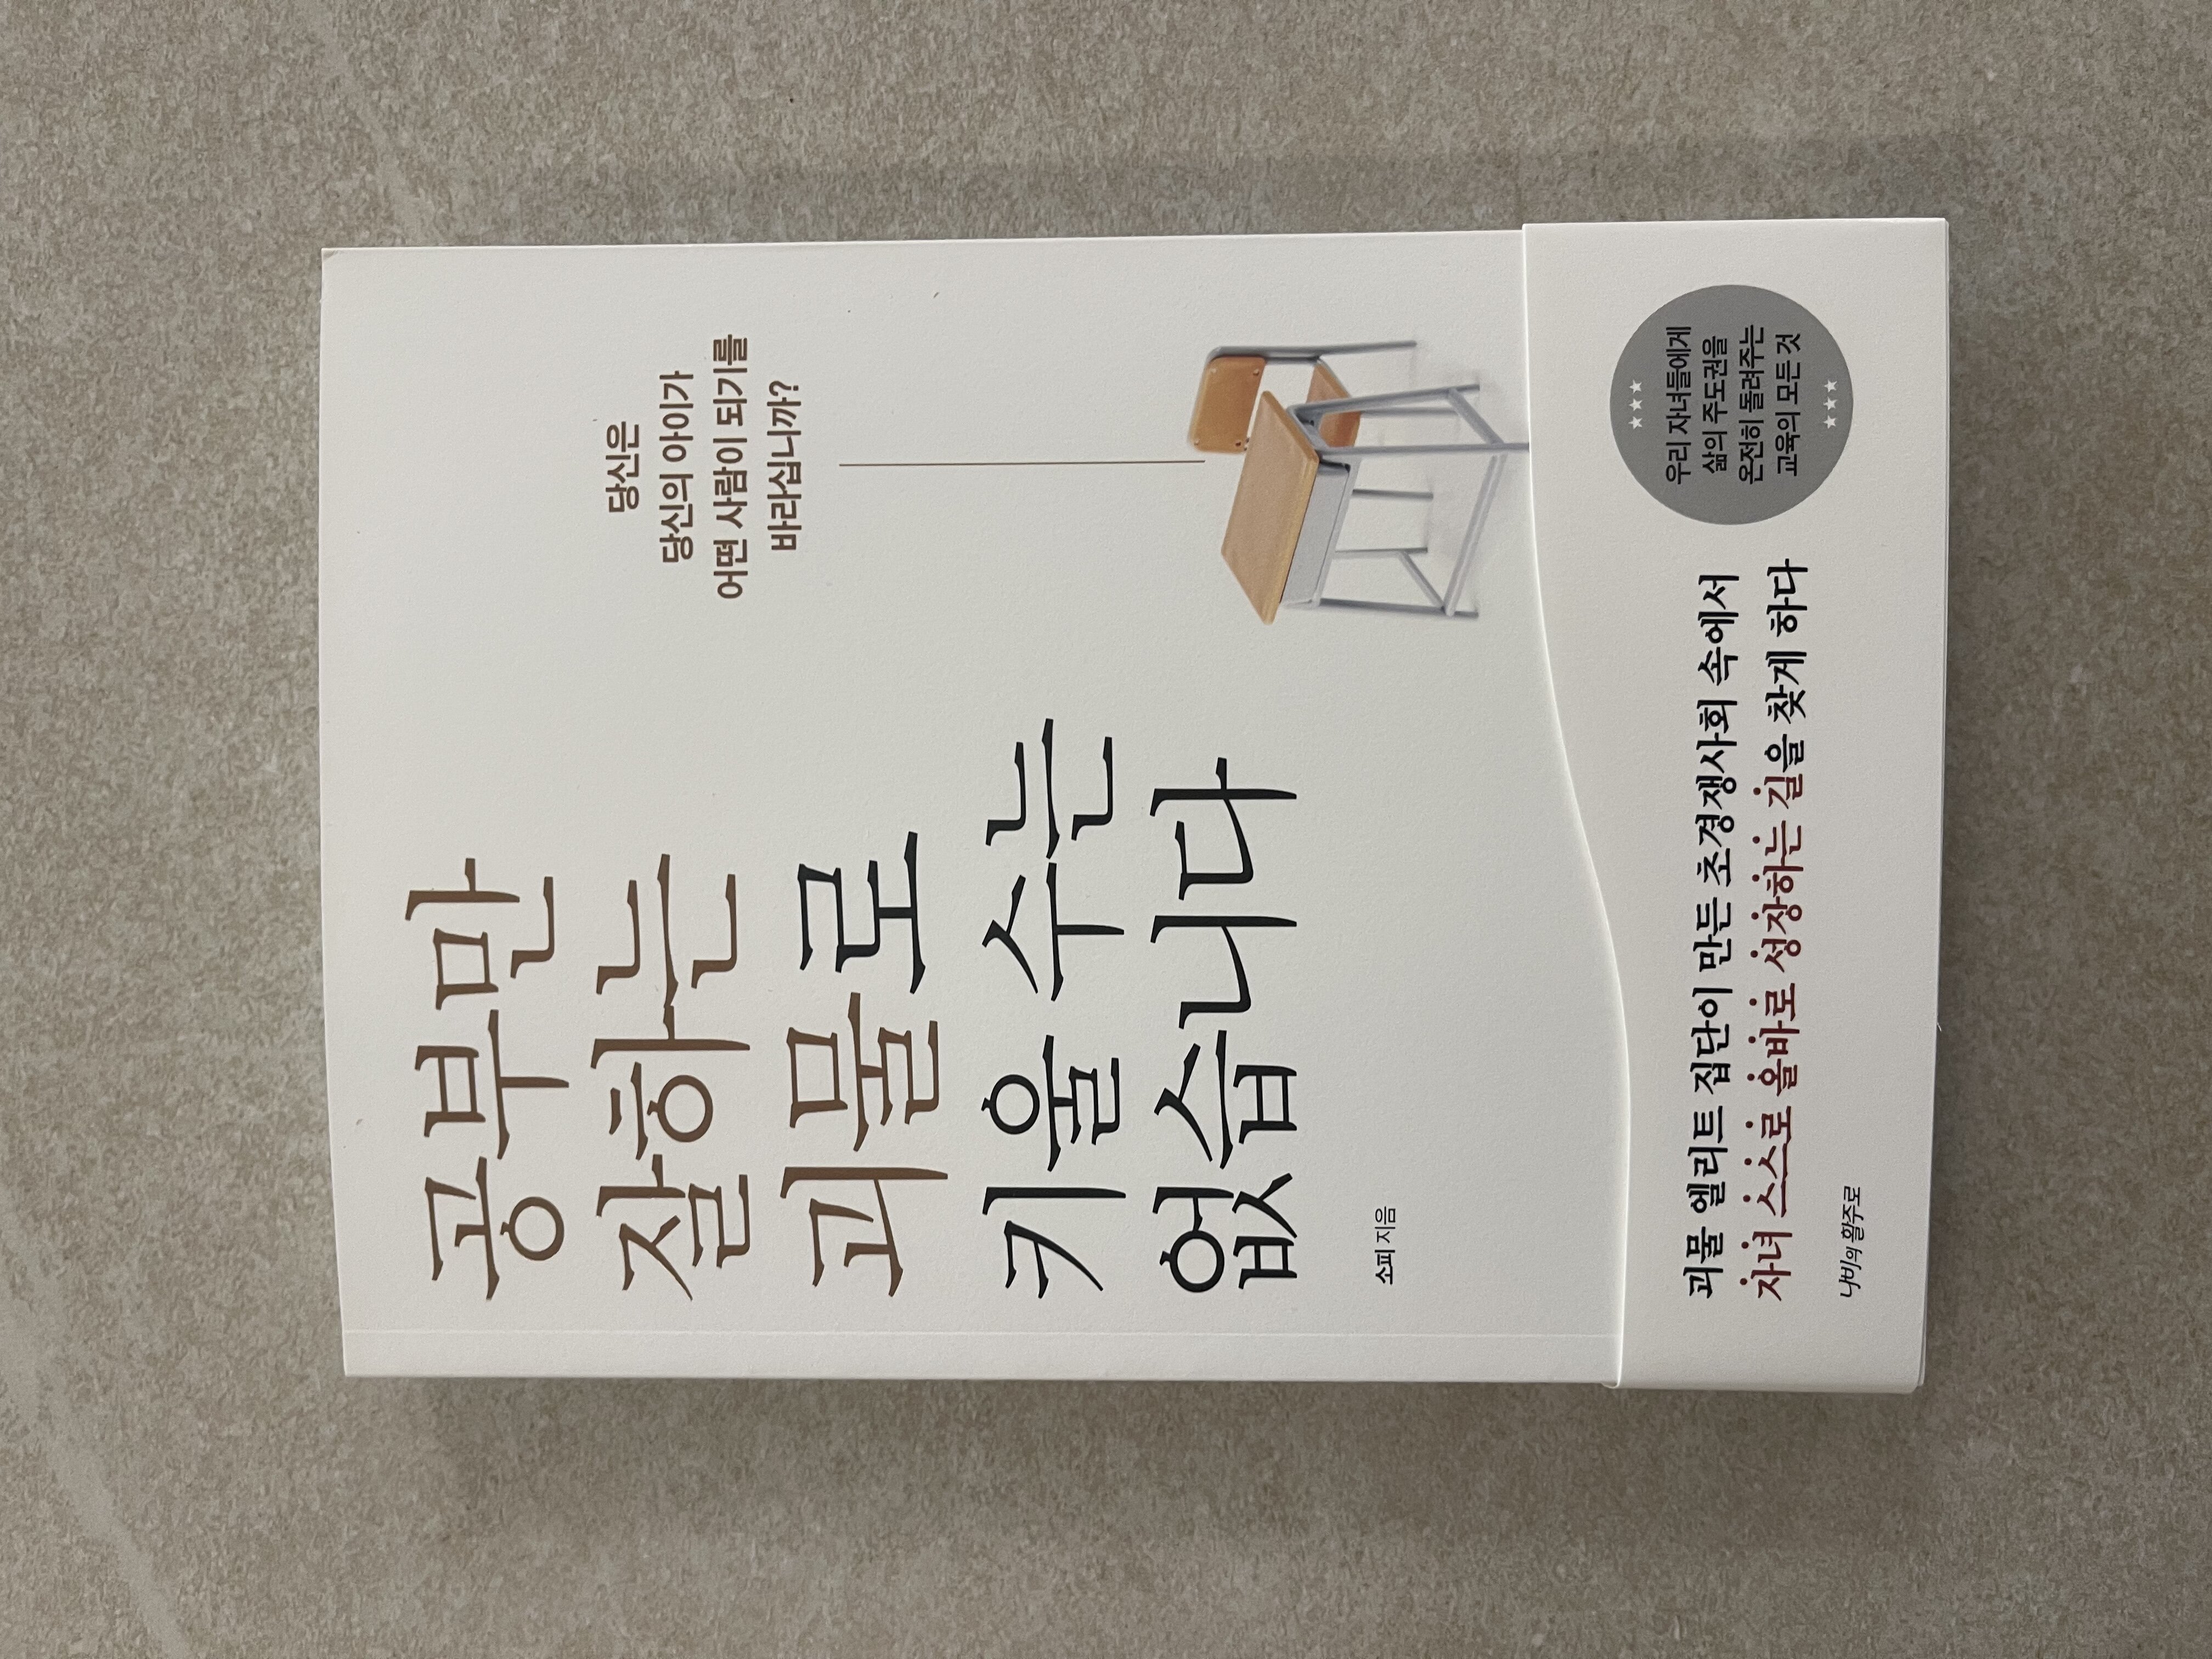 당신은
당신의 아이가
어떤 사람이 되기를
바라십니까?
공부만
잘하는
괴물로
키울 수는
없습니다
소피 지음
우리 자녀들에게
삶의 주도권을
온전히 돌려주는
교육의 모든 것
괴물 엘리트 집단이 만든 초경쟁사회 속에서
자녀 스스로 올바로 성장하는 길을 찾게 하다
나비의 활주로